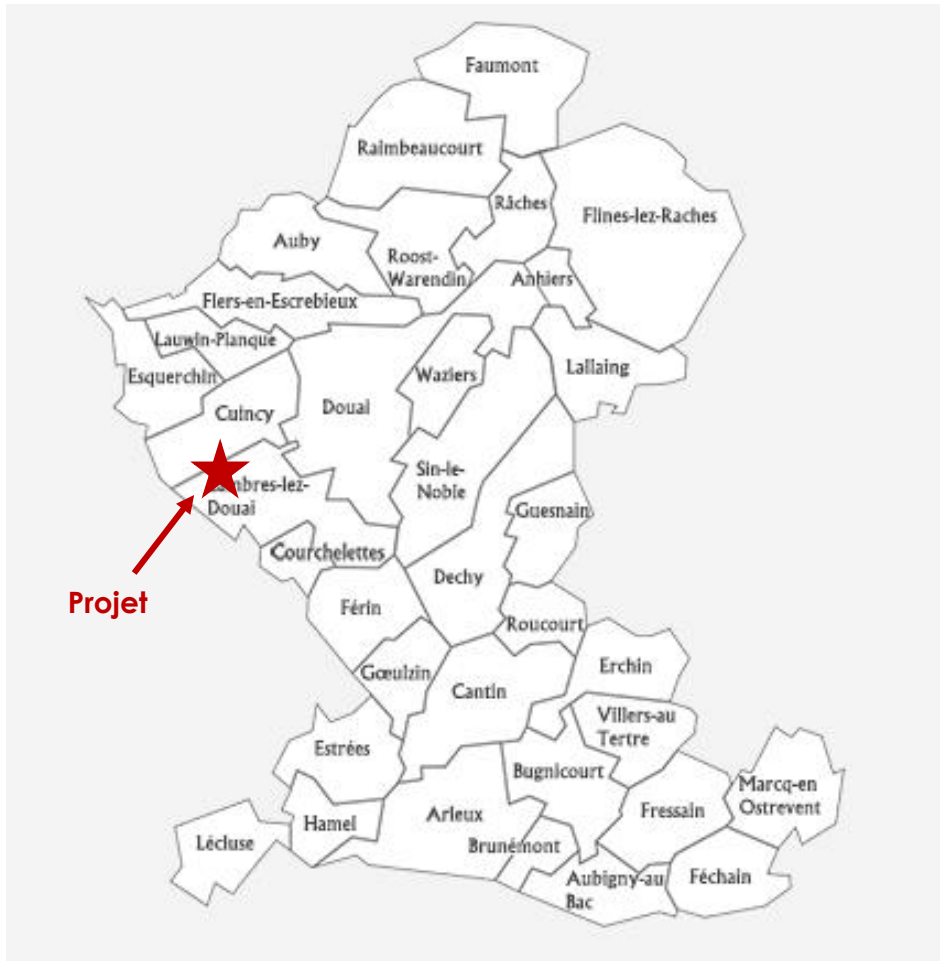 Faumont
Raimbeaucourt
Râches
Flines-lez-Raches
Auby
Roost-
Warendin
Anhiers
Flers-en-Escrebieux
Lauwin-Planque
Esquerchin
Waziers
Lallaing
Cuincy
Douai
Sin-le-
Noble
mbres-lez-
Douai
Guesnain
Courchelettes
Dechy
Projet
Férin
Roucourt
Erchin
Gœulzin
Cantin
Villers-au
Tertre
Estrées
Bugnicourt
Marcq-en
Ostrevent
Hamel
Arleux
Fressain
Lécluse
Brunémont
Aubigny-au
Bac
Féchain